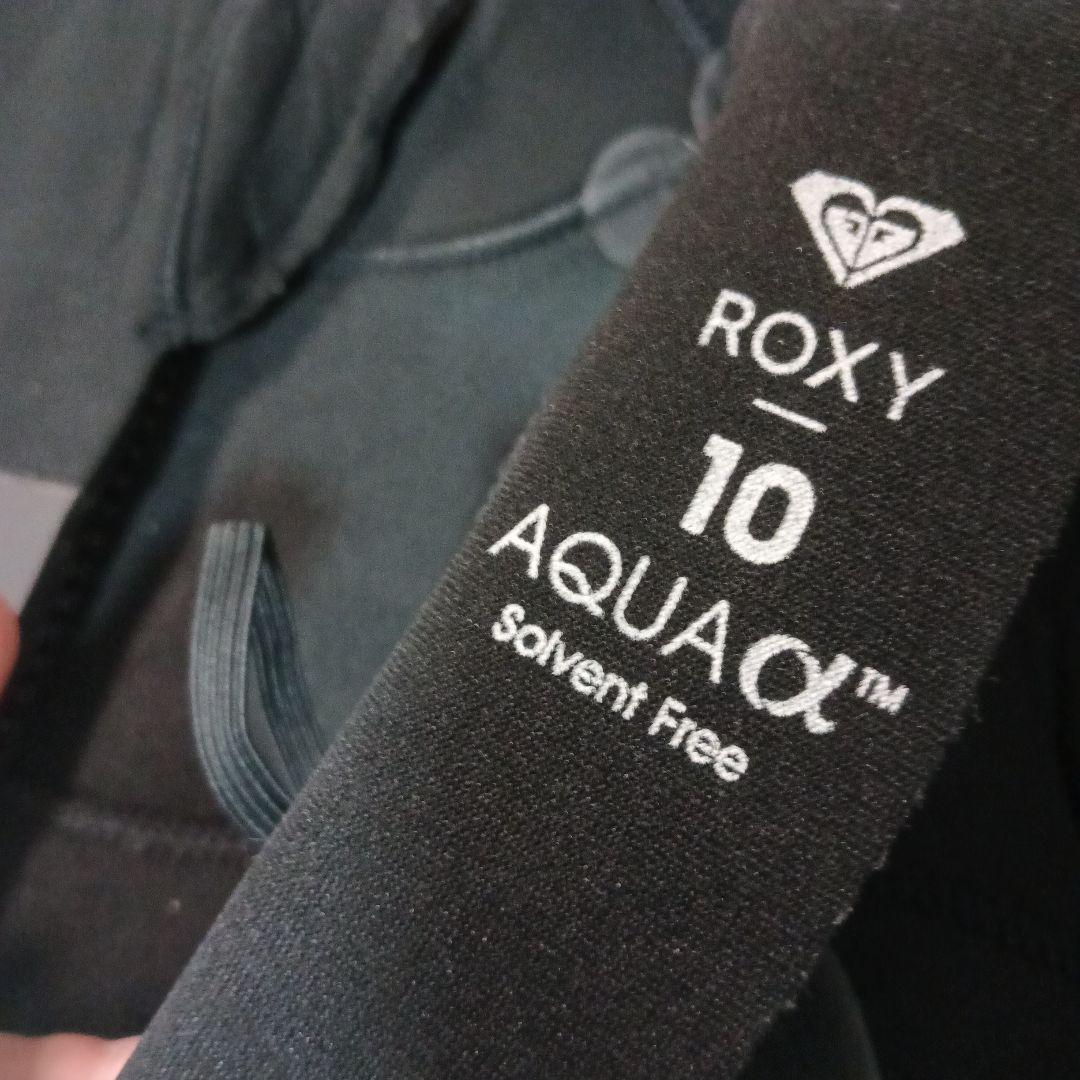 ROXY
10
AQUAα™
Solvent Free